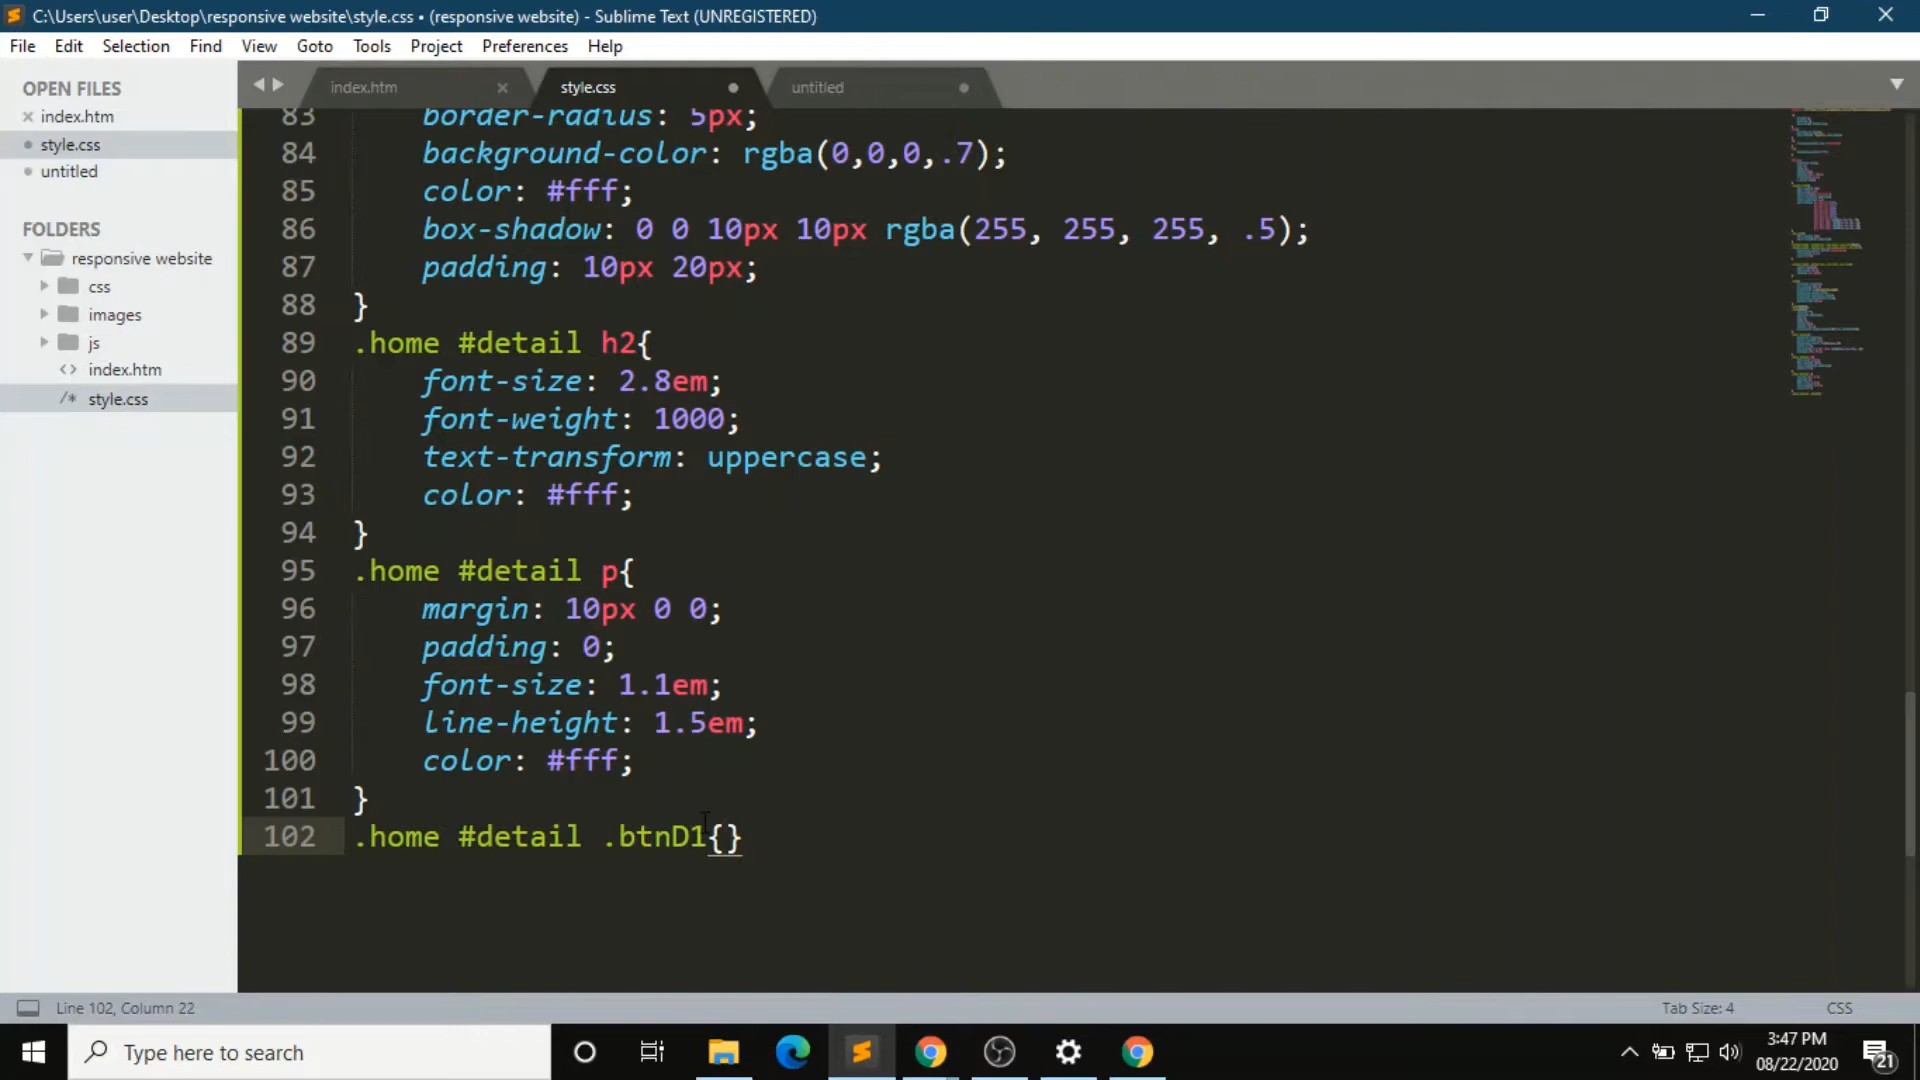 C:\Users\user\Desktop\responsive website\style.css • (responsive website) - Sublime Text (UNREGISTERED)
File Edit Selection Find View Goto Tools Project Preferences Help
OPEN FILES
index.htm
style.css
untitled
FOLDERS
responsive website
css
images
js
index.htm
style.css
index.htm style.css untitled
83 border-radius: 5px;
84 background-color: rgba(0,0,0,.7);
85 color: #fff;
86 box-shadow: 0 0 10px 10px rgba(255, 255, 255, .5);
87 padding: 10px 20px;
88 }
89 .home #detail h2{
90 font-size: 2.8em;
91 font-weight: 1000;
92 text-transform: uppercase;
93 color: #fff;
94 }
95 .home #detail p{
96 margin: 10px 0 0;
97 padding: 0;
98 font-size: 1.1em;
99 line-height: 1.5em;
100 color: #fff;
101 }
102 .home #detail .btnD1{}
Line 102, Column 22 Tab Size: 4 CSS
Type here to search
3:47 PM
08/22/2020
21